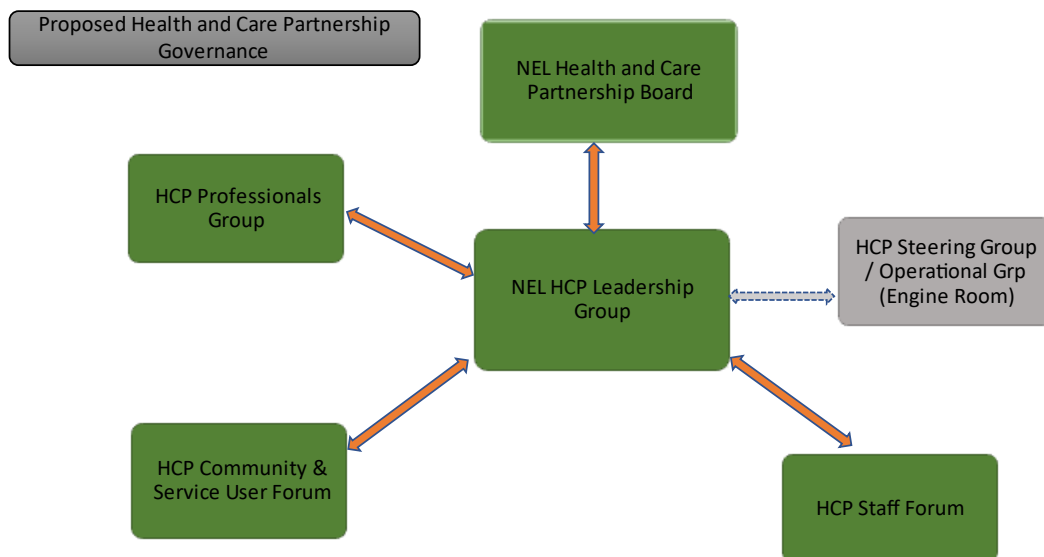 Proposed Health and Care Partnership
Governance
NEL Health and Care
Partnership Board
HCP Professionals
Group
HCP Steering Group
/ Operational Grp
(Engine Room)
NEL HCP Leadership
Group
HCP Community &
Service User Forum
HCP Staff Forum